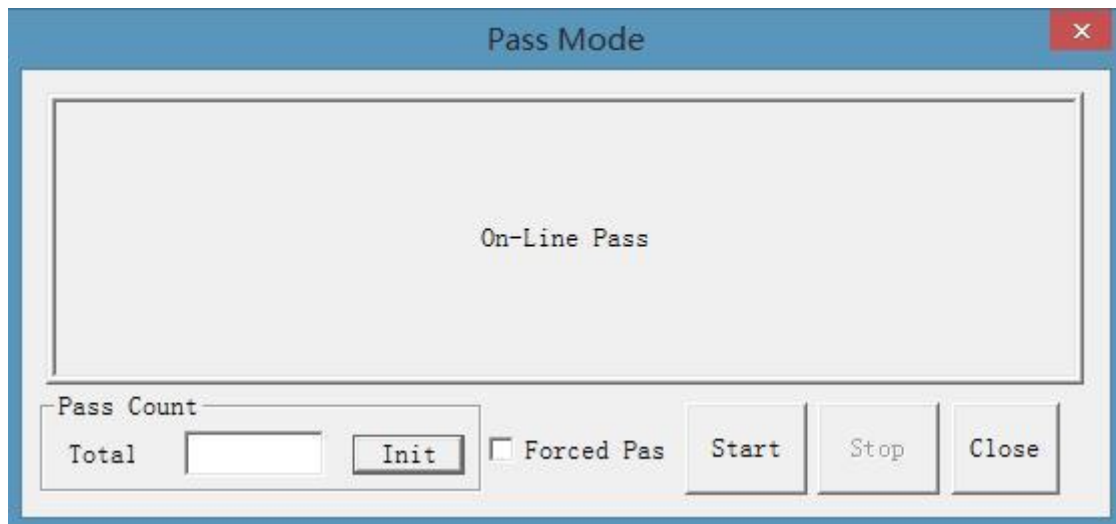 Pass Mode
On-Line Pass
Pass Count
Total Init Forced Pas Start Stop Close